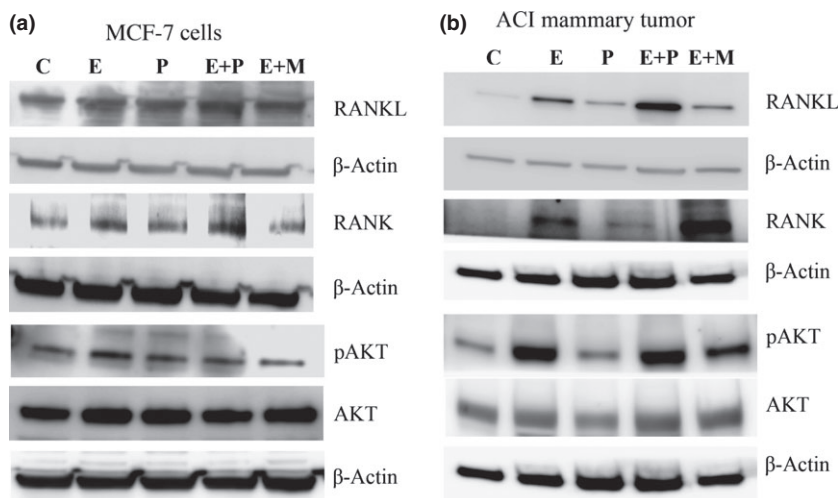 (a)
MCF-7 cells
C E P E+P E+M
RANKL
β-Actin
RANK
β-Actin
pAKT
AKT
β-Actin
(b)
ACI mammary tumor
C E P E+P E+M
RANKL
β-Actin
RANK
β-Actin
pAKT
AKT
β-Actin